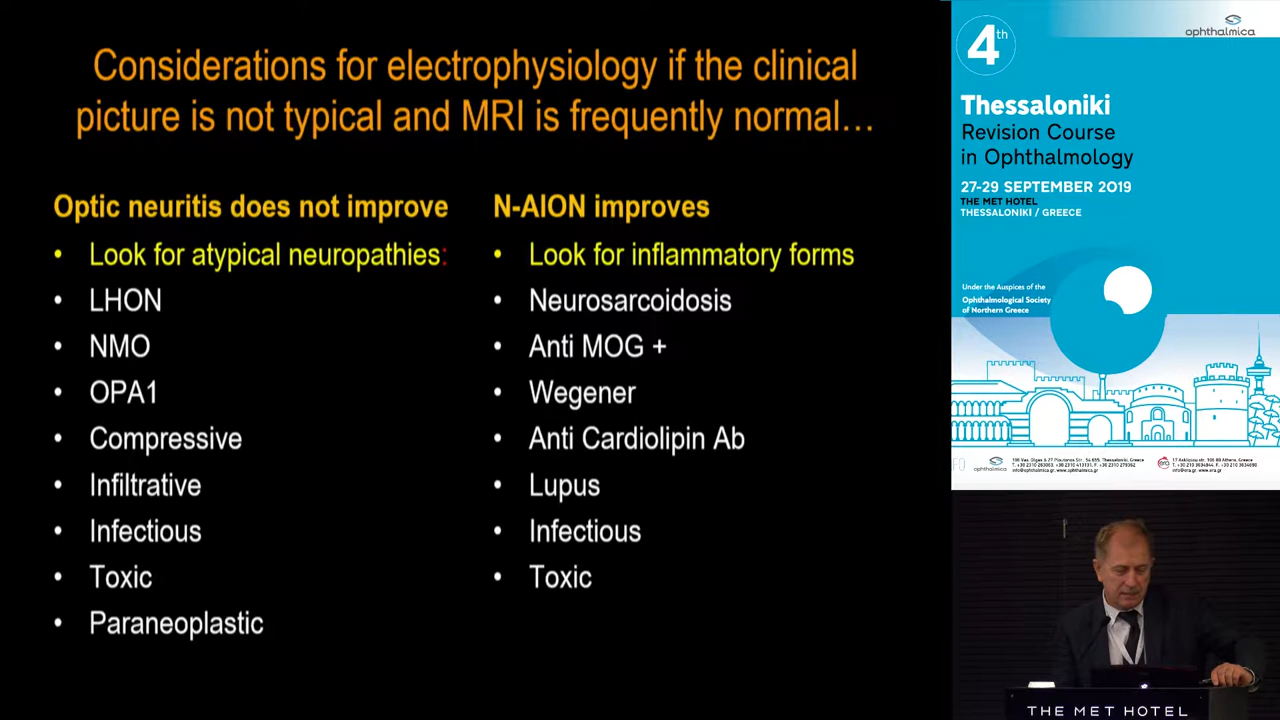 Considerations for electrophysiology if the clinical
picture is not typical and MRI is frequently normal…
Optic neuritis does not improve
• Look for atypical neuropathies:
• LHON
• NMO
• OPA1
• Compressive
• Infiltrative
• Infectious
• Toxic
• Paraneoplastic
N-AION improves
• Look for inflammatory forms
• Neurosarcoidosis
• Anti MOG +
• Wegener
• Anti Cardiolipin Ab
• Lupus
• Infectious
• Toxic
ophthalmica
4th
Thessaloniki
Revision Course
in Ophthalmology
27-29 SEPTEMBER 2019
THE MET HOTEL
THESSALONIKI / GREECE
Under the Auspices of the
Ophthalmological Society
of Northern Greece
ophthalmica
THE MET HOTEL